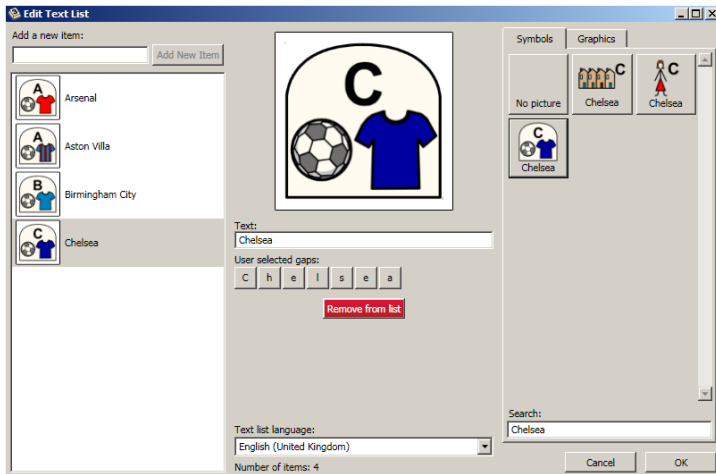 Edit Text List
Add a new item:
Add New Item
A
Arsenal
A
Aston Villa
B
Birmingham City
C
Chelsea
C
Text:
Chelsea
User selected gaps:
C h e l s e a
Remove from list
Text list language:
English (United Kingdom)
Number of items: 4
Symbols Graphics
No picture
C
Chelsea
C
Chelsea
C
Chelsea
Search:
Chelsea
Cancel OK